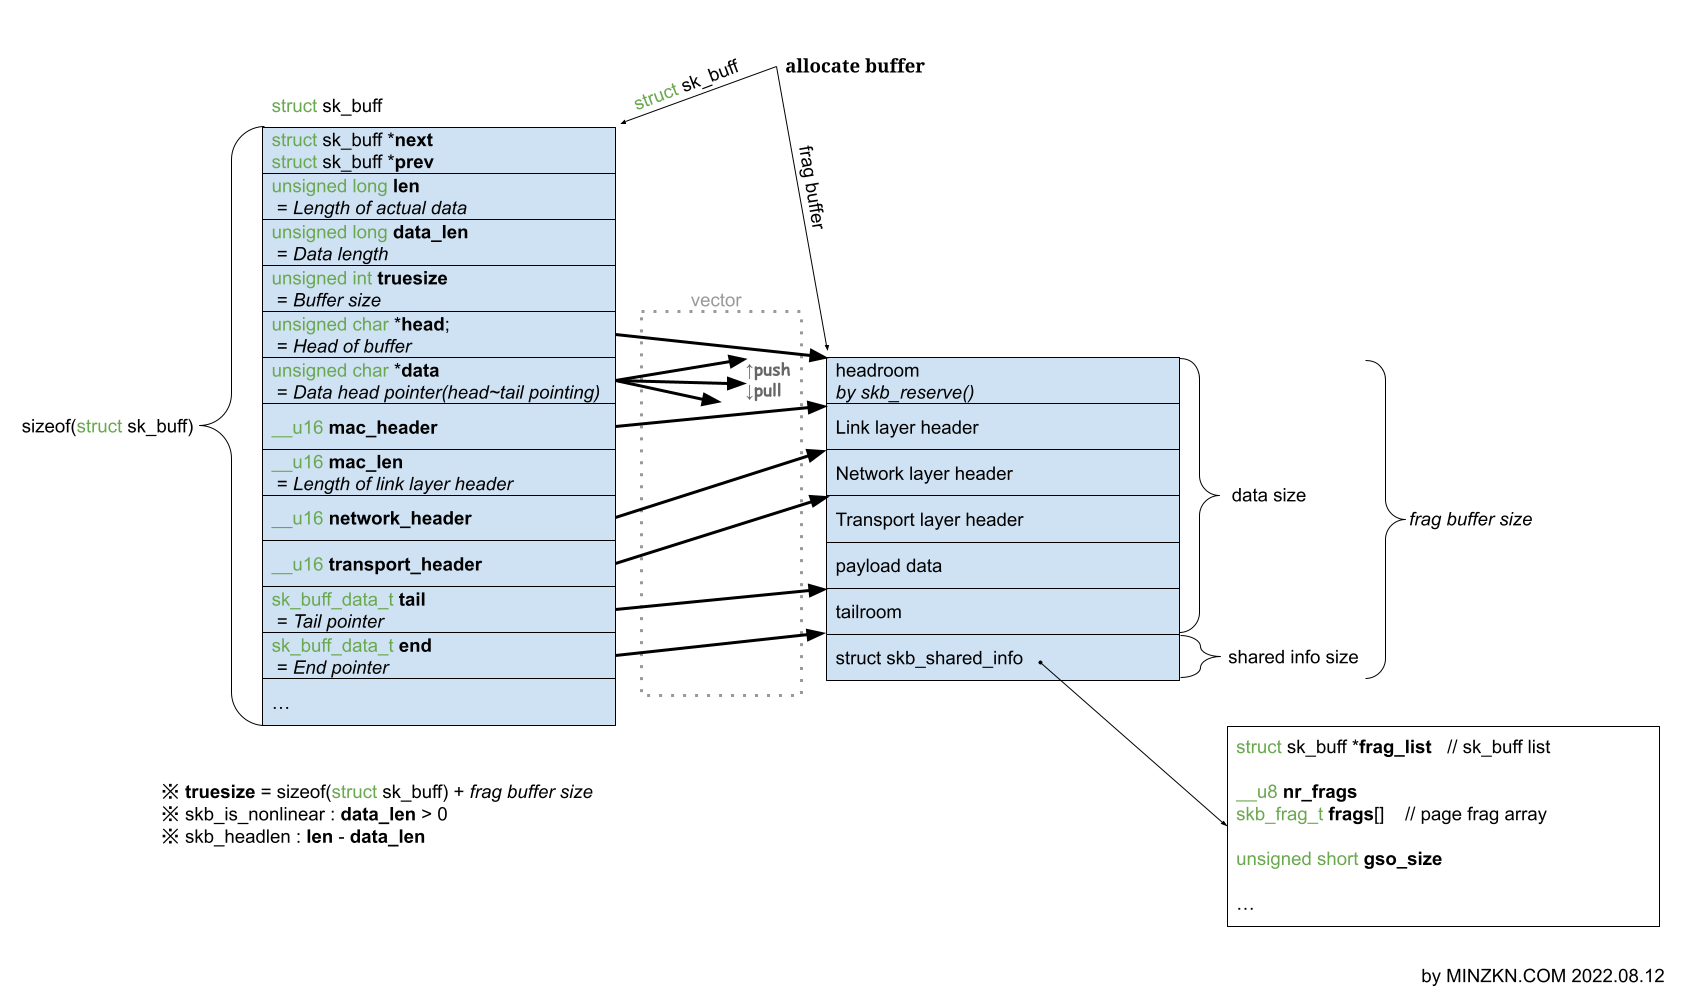 allocate buffer
struct sk_buff
frag buffer
struct sk_buff
struct sk_buff *next
struct sk_buff *prev
unsigned long len
= Length of actual data
unsigned long data_len
= Data length
unsigned int truesize
= Buffer size
unsigned char *head;
= Head of buffer
unsigned char *data
= Data head pointer(head~tail pointing)
__u16 mac_header
__u16 mac_len
= Length of link layer header
__u16 network_header
__u16 transport_header
sk_buff_data_t tail
= Tail pointer
sk_buff_data_t end
= End pointer
…
sizeof(struct sk_buff)
vector
↑push
↓pull
headroom
by skb_reserve()
Link layer header
Network layer header
Transport layer header
payload data
tailroom
struct skb_shared_info
data size
shared info size
frag buffer size
struct sk_buff *frag_list // sk_buff list
__u8 nr_frags
skb_frag_t frags[] // page frag array
unsigned short gso_size
…
※ truesize = sizeof(struct sk_buff) + frag buffer size
※ skb_is_nonlinear : data_len > 0
※ skb_headlen : len - data_len
by MINZKN.COM 2022.08.12